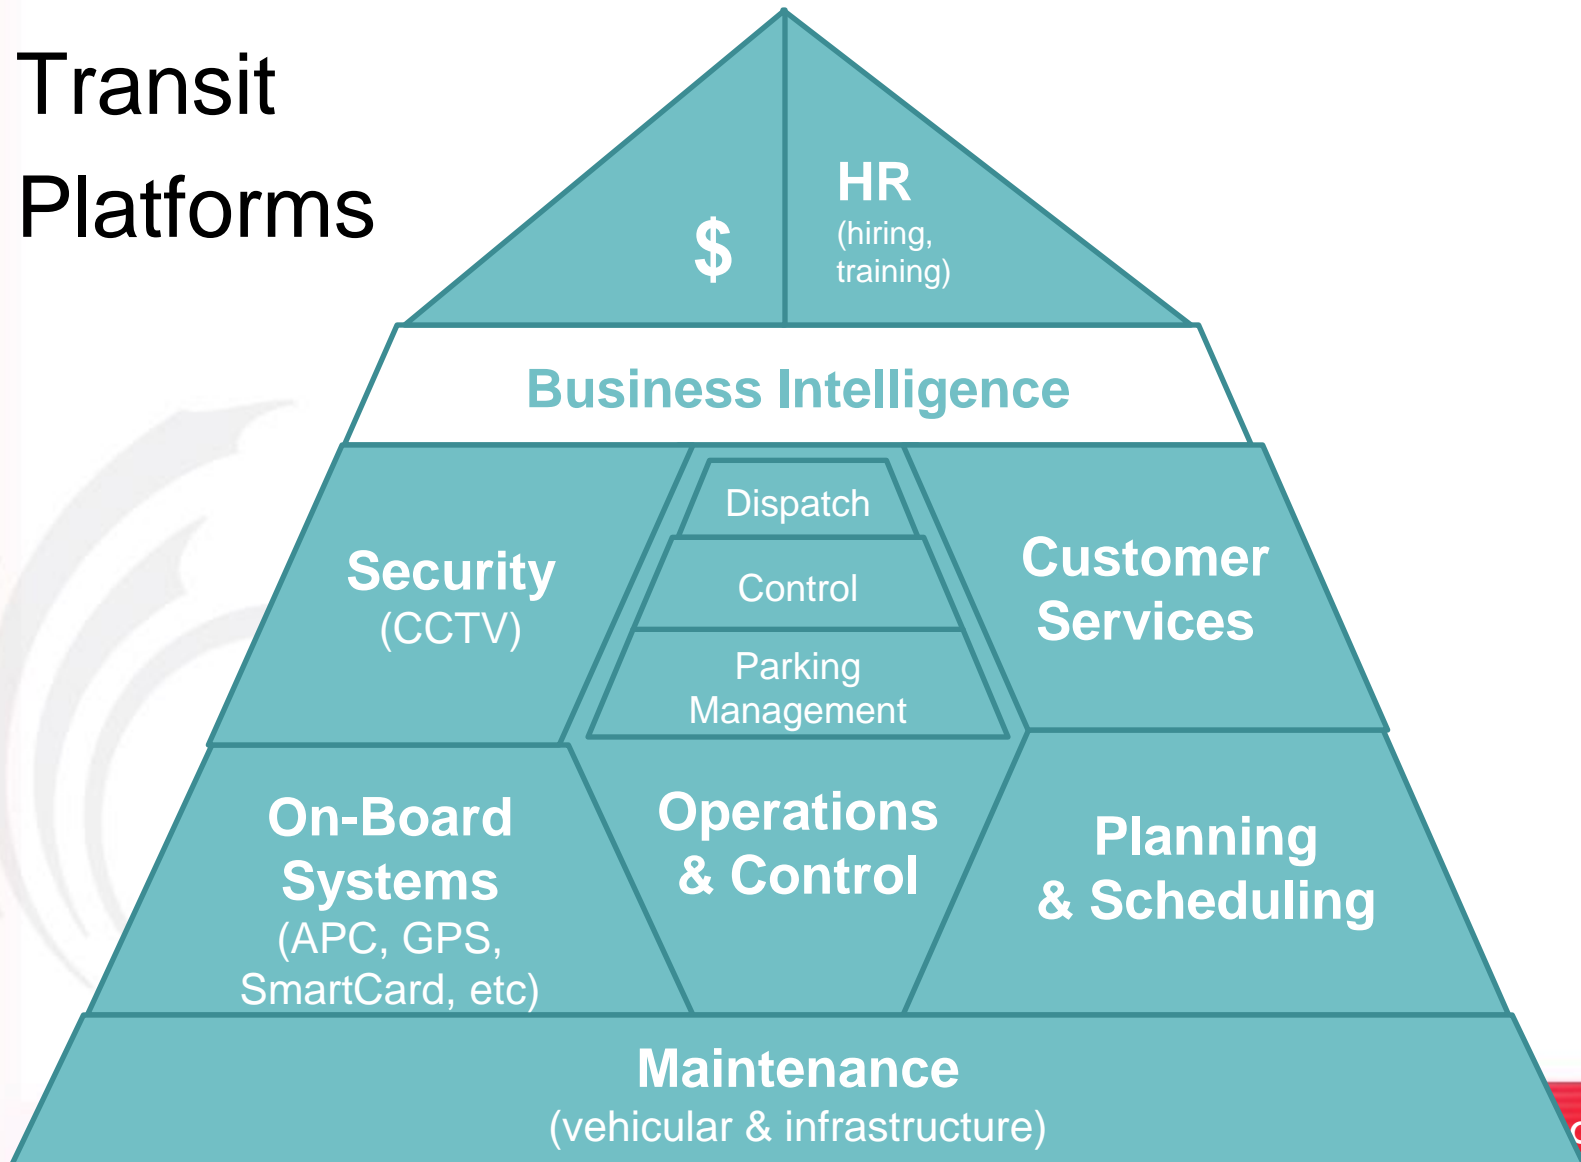 Transit
Platforms
$
HR
(hiring,
training)
Business Intelligence
Dispatch
Control
Parking
Management
Security
(CCTV)
Customer
Services
On-Board
Systems
(APC, GPS,
SmartCard, etc)
Operations
& Control
Planning
& Scheduling
Maintenance
(vehicular & infrastructure)